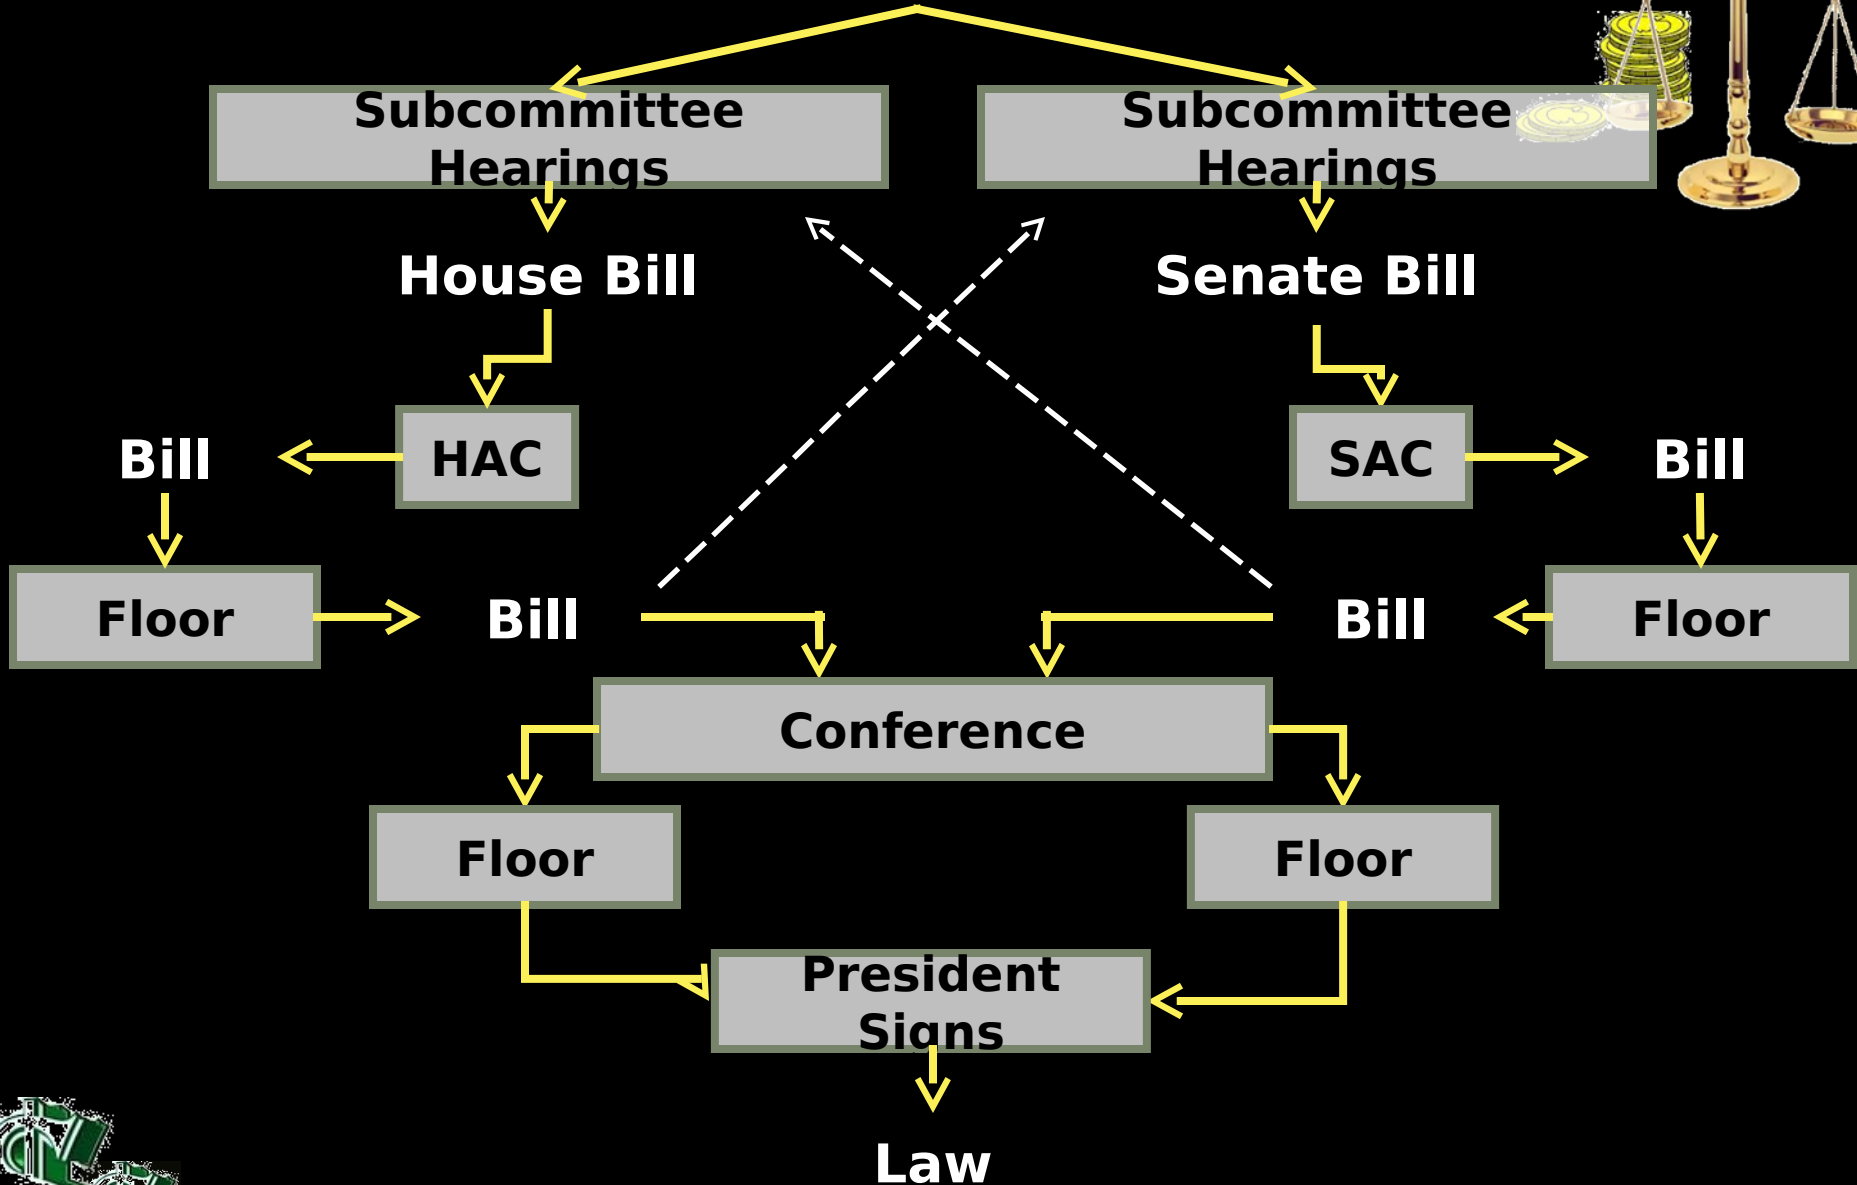 Subcommittee
Hearings
Subcommittee
Hearings
House Bill
Senate Bill
Bill
HAC
SAC
Bill
Floor
Bill
Bill
Floor
Conference
Floor
Floor
President
Signs
Law